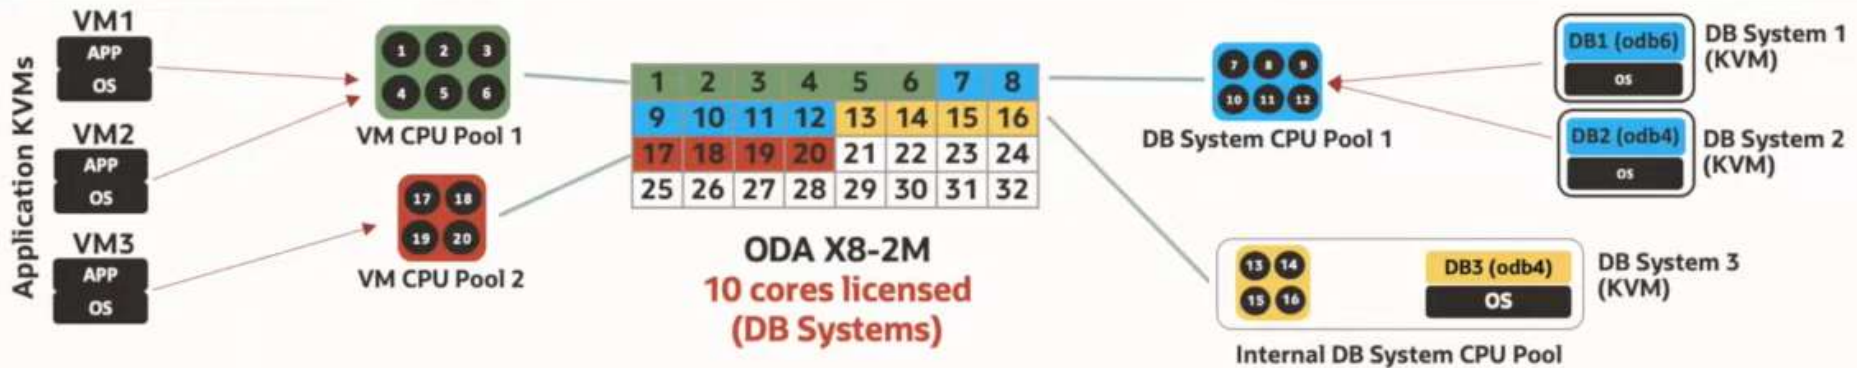 Application KVMs
VM1
APP
OS
VM2
APP
OS
VM3
APP
OS
1 2 3
4 5 6
VM CPU Pool 1
17 18
19 20
VM CPU Pool 2
1 2 3 4 5 6 7 8
9 10 11 12 13 14 15 16
17 18 19 20 21 22 23 24
25 26 27 28 29 30 31 32
ODA X8-2M
10 cores licensed
(DB Systems)
7 8 9
10 11 12
DB System CPU Pool 1
DB1 (odb6)
OS
DB System 1
(KVM)
DB2 (odb4)
OS
DB System 2
(KVM)
13 14
15 16
DB3 (odb4)
OS
DB System 3
(KVM)
Internal DB System CPU Pool